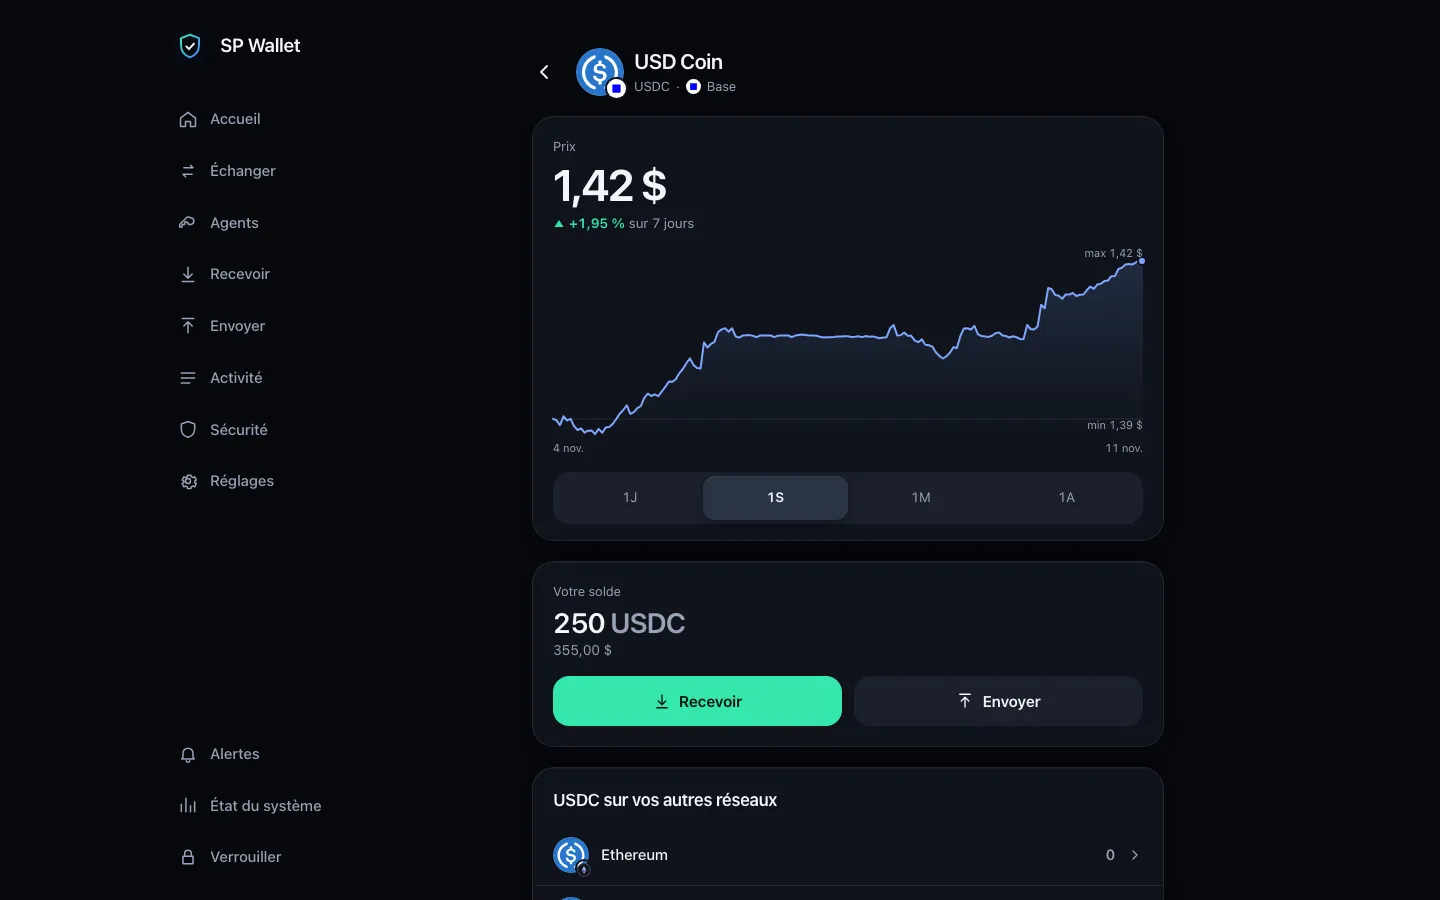 SP Wallet
Accueil
Échanger
Agents
Recevoir
Envoyer
Activité
Sécurité
Réglages
Alertes
État du système
Verrouiller
USD Coin
USDC · Base
Prix
1,42 $
▲ +1,95 % sur 7 jours
max 1,42 $
min 1,39 $
4 nov.
11 nov.
1J
1S
1M
1A
Votre solde
250 USDC
355,00 $
Recevoir
Envoyer
USDC sur vos autres réseaux
Ethereum
0